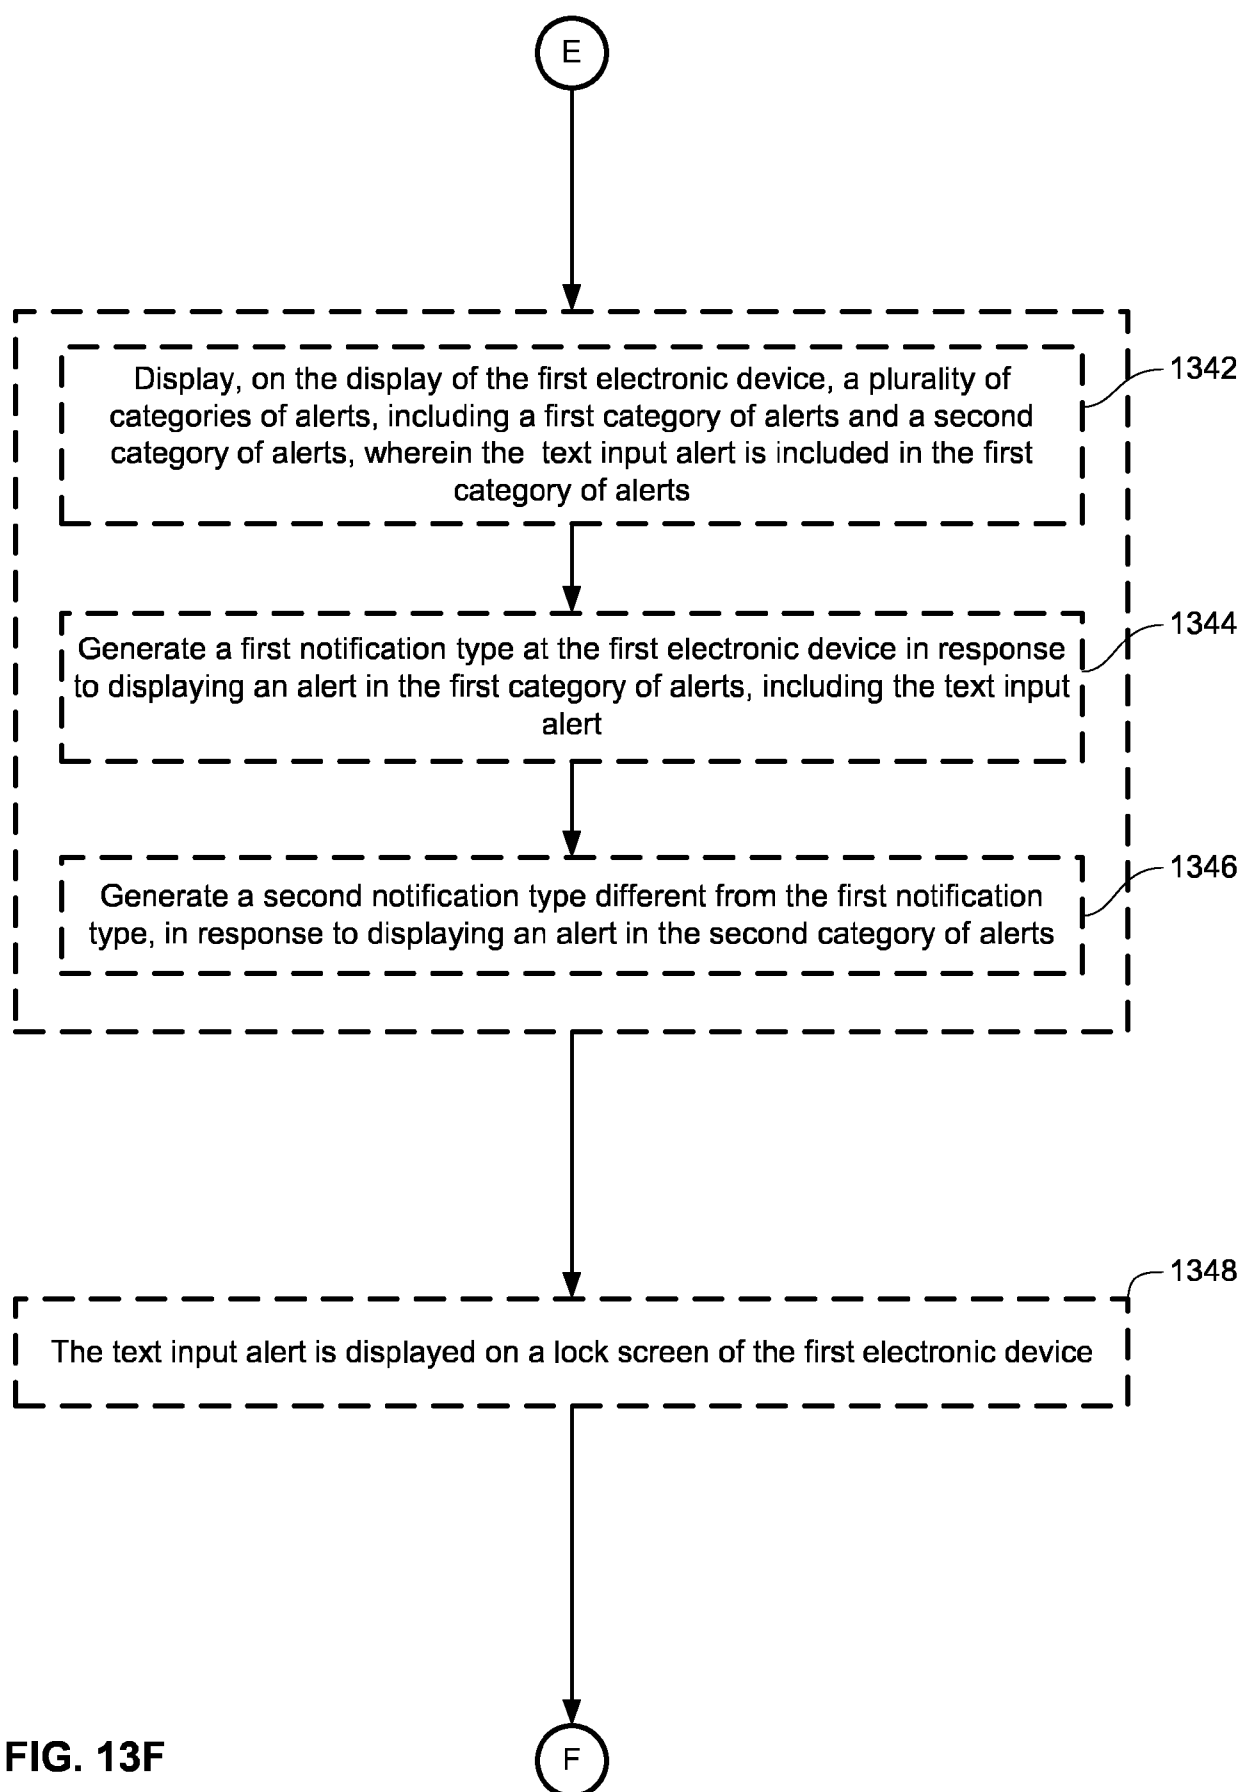 E
Display, on the display of the first electronic device, a plurality of
categories of alerts, including a first category of alerts and a second
category of alerts, wherein the text input alert is included in the first
category of alerts
1342
Generate a first notification type at the first electronic device in response
to displaying an alert in the first category of alerts, including the text input
alert
1344
Generate a second notification type different from the first notification
type, in response to displaying an alert in the second category of alerts
1346
The text input alert is displayed on a lock screen of the first electronic device
1348
F
FIG. 13F